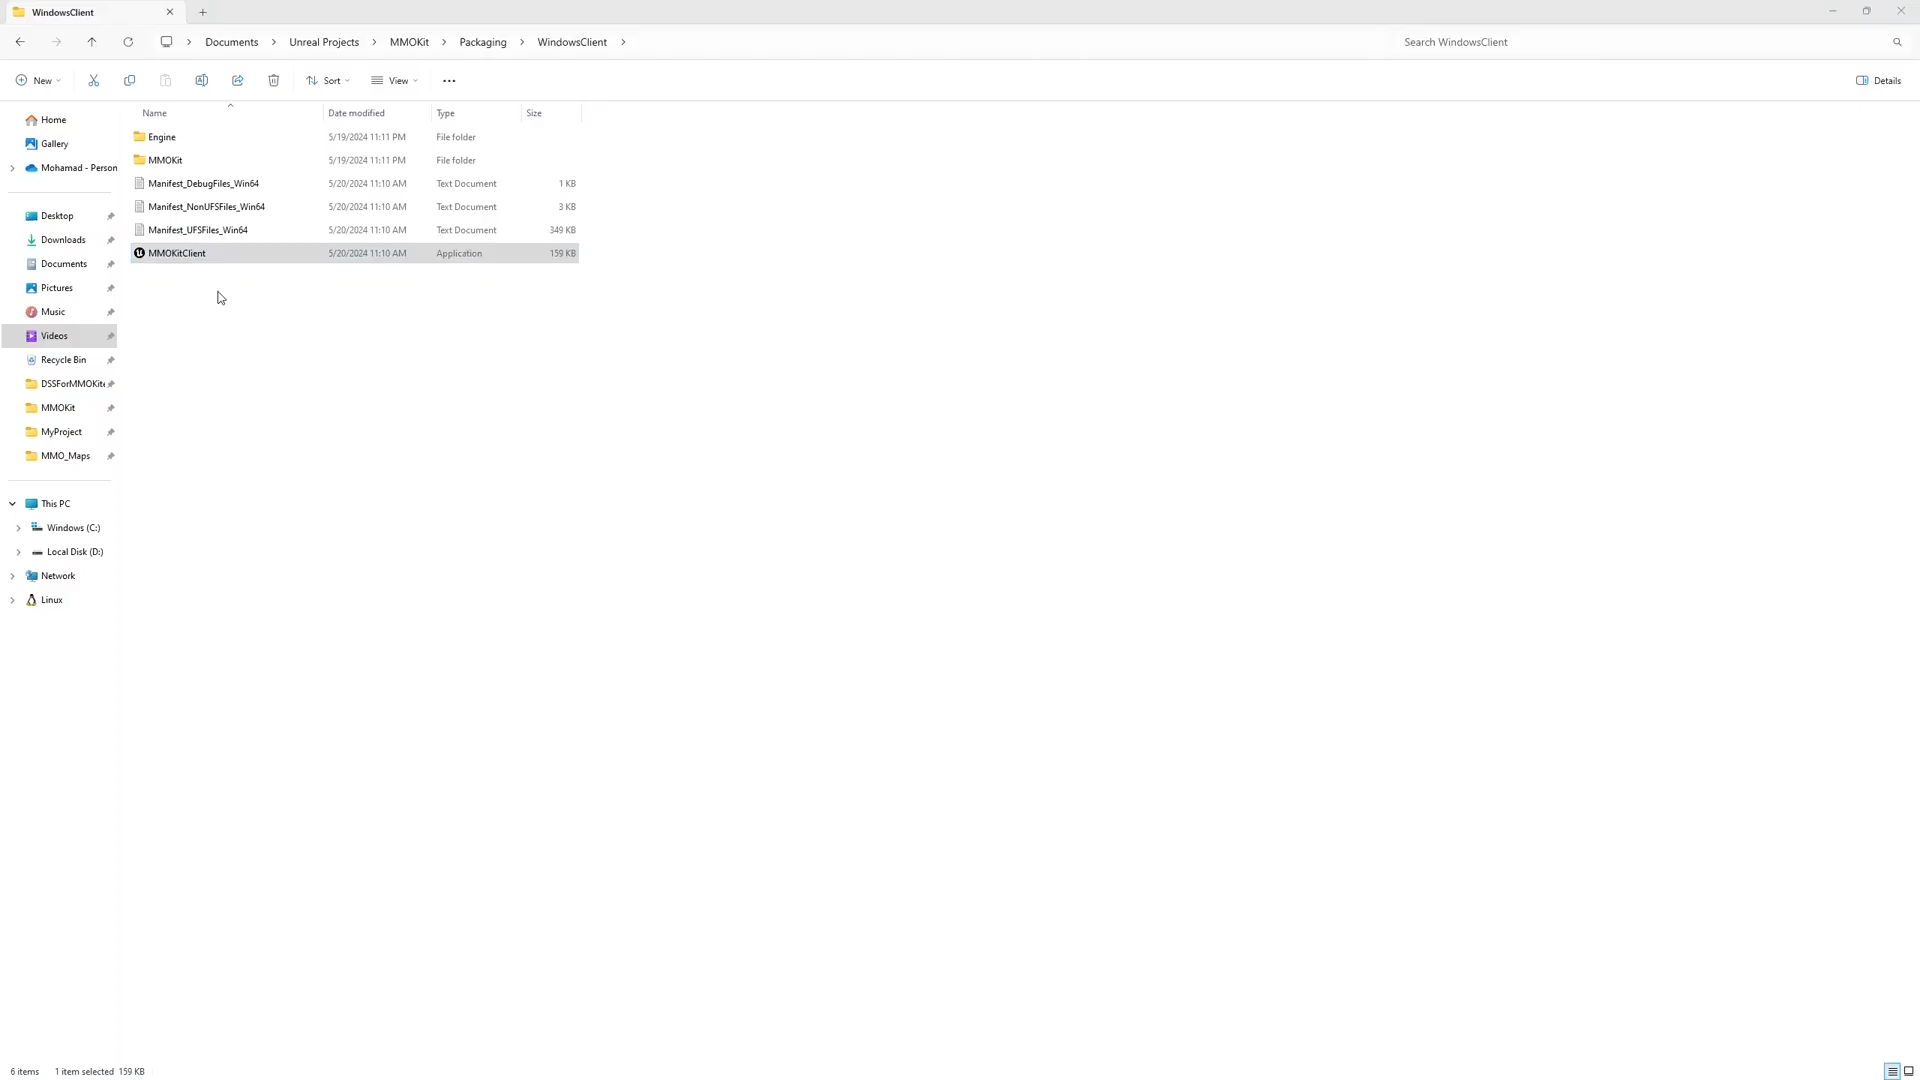 WindowsClient
Documents > Unreal Projects > MMOKit > Packaging > WindowsClient >
Search WindowsClient
New
Sort
View
Details
Name Date modified Type Size
Home
Gallery
Mohamad - Person
Desktop
Downloads
Documents
Pictures
Music
Videos
Recycle Bin
DSSForMMOKite
MMOKit
MyProject
MMO_Maps
This PC
Windows (C:)
Local Disk (D:)
Network
Linux
Engine 5/19/2024 11:11 PM File folder
MMOKit 5/19/2024 11:11 PM File folder
Manifest_DebugFiles_Win64 5/20/2024 11:10 AM Text Document 1 KB
Manifest_NonUFSFiles_Win64 5/20/2024 11:10 AM Text Document 3 KB
Manifest_UFSFiles_Win64 5/20/2024 11:10 AM Text Document 349 KB
MMOKitClient 5/20/2024 11:10 AM Application 159 KB
6 items 1 item selected 159 KB